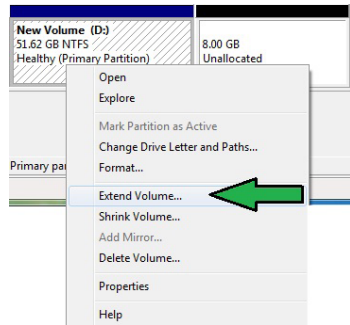 New Volume (D:)
51.62 GB NTFS
Healthy (Primary Partition)
8.00 GB
Unallocated
Open
Explore
Mark Partition as Active
Change Drive Letter and Paths...
Format...
Primary par
Extend Volume...
Shrink Volume...
Add Mirror...
Delete Volume...
Properties
Help